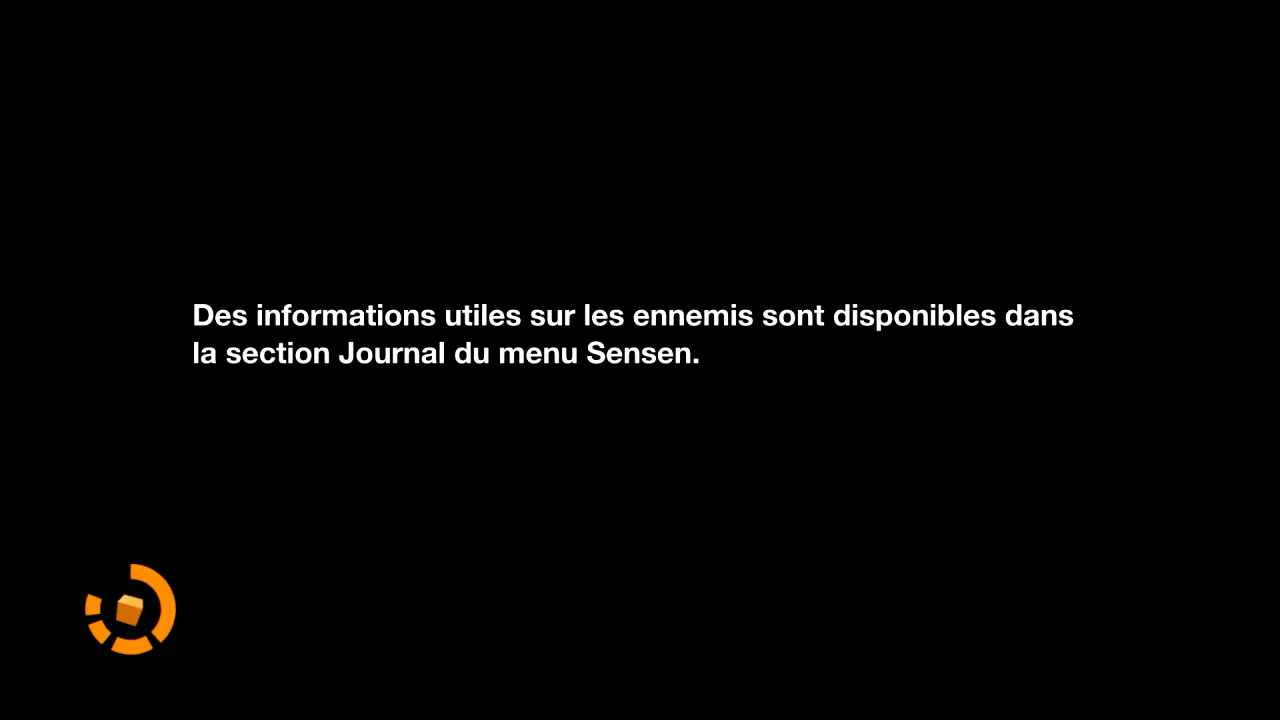 Des informations utiles sur les ennemis sont disponibles dans
la section Journal du menu Sensen.